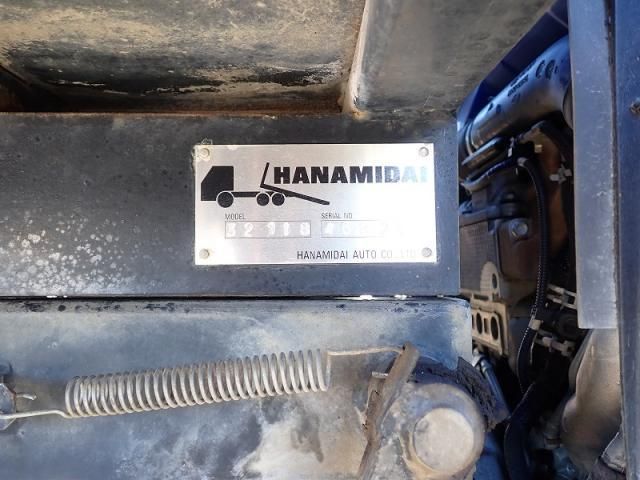 HANAMIDAI
MODEL SERIAL NO
HANAMIDAI AUTO CO., LTD.